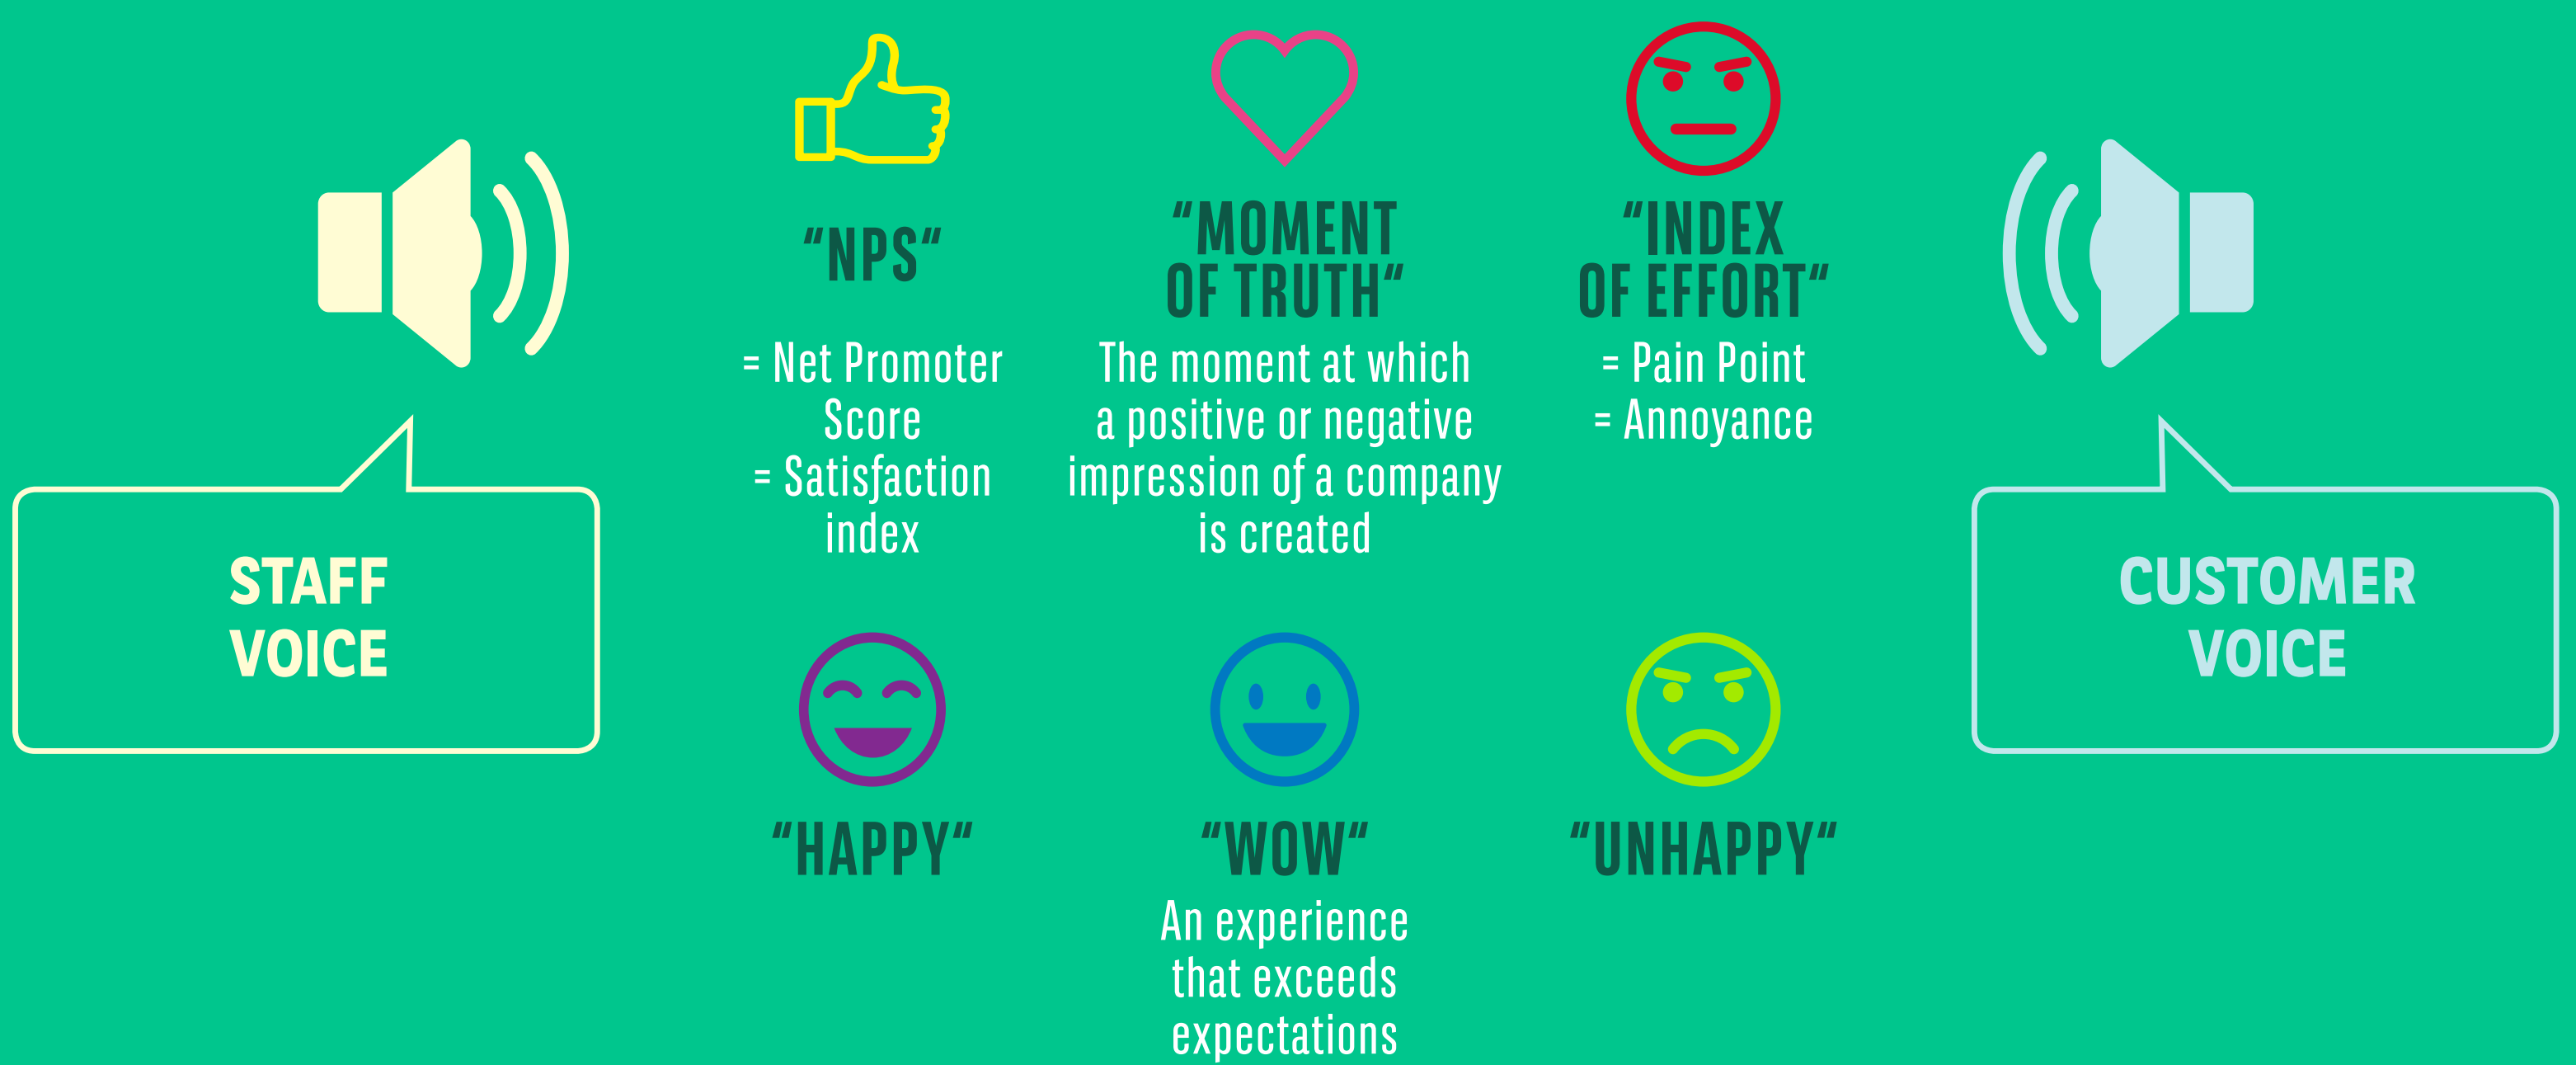 "NPS"
= Net Promoter
Score
= Satisfaction
index
"MOMENT
OF TRUTH"
The moment at which
a positive or negative
impression of a company
is created
"INDEX
OF EFFORT"
= Pain Point
= Annoyance
STAFF
VOICE
CUSTOMER
VOICE
"HAPPY"
"WOW"
An experience
that exceeds
expectations
"UNHAPPY"